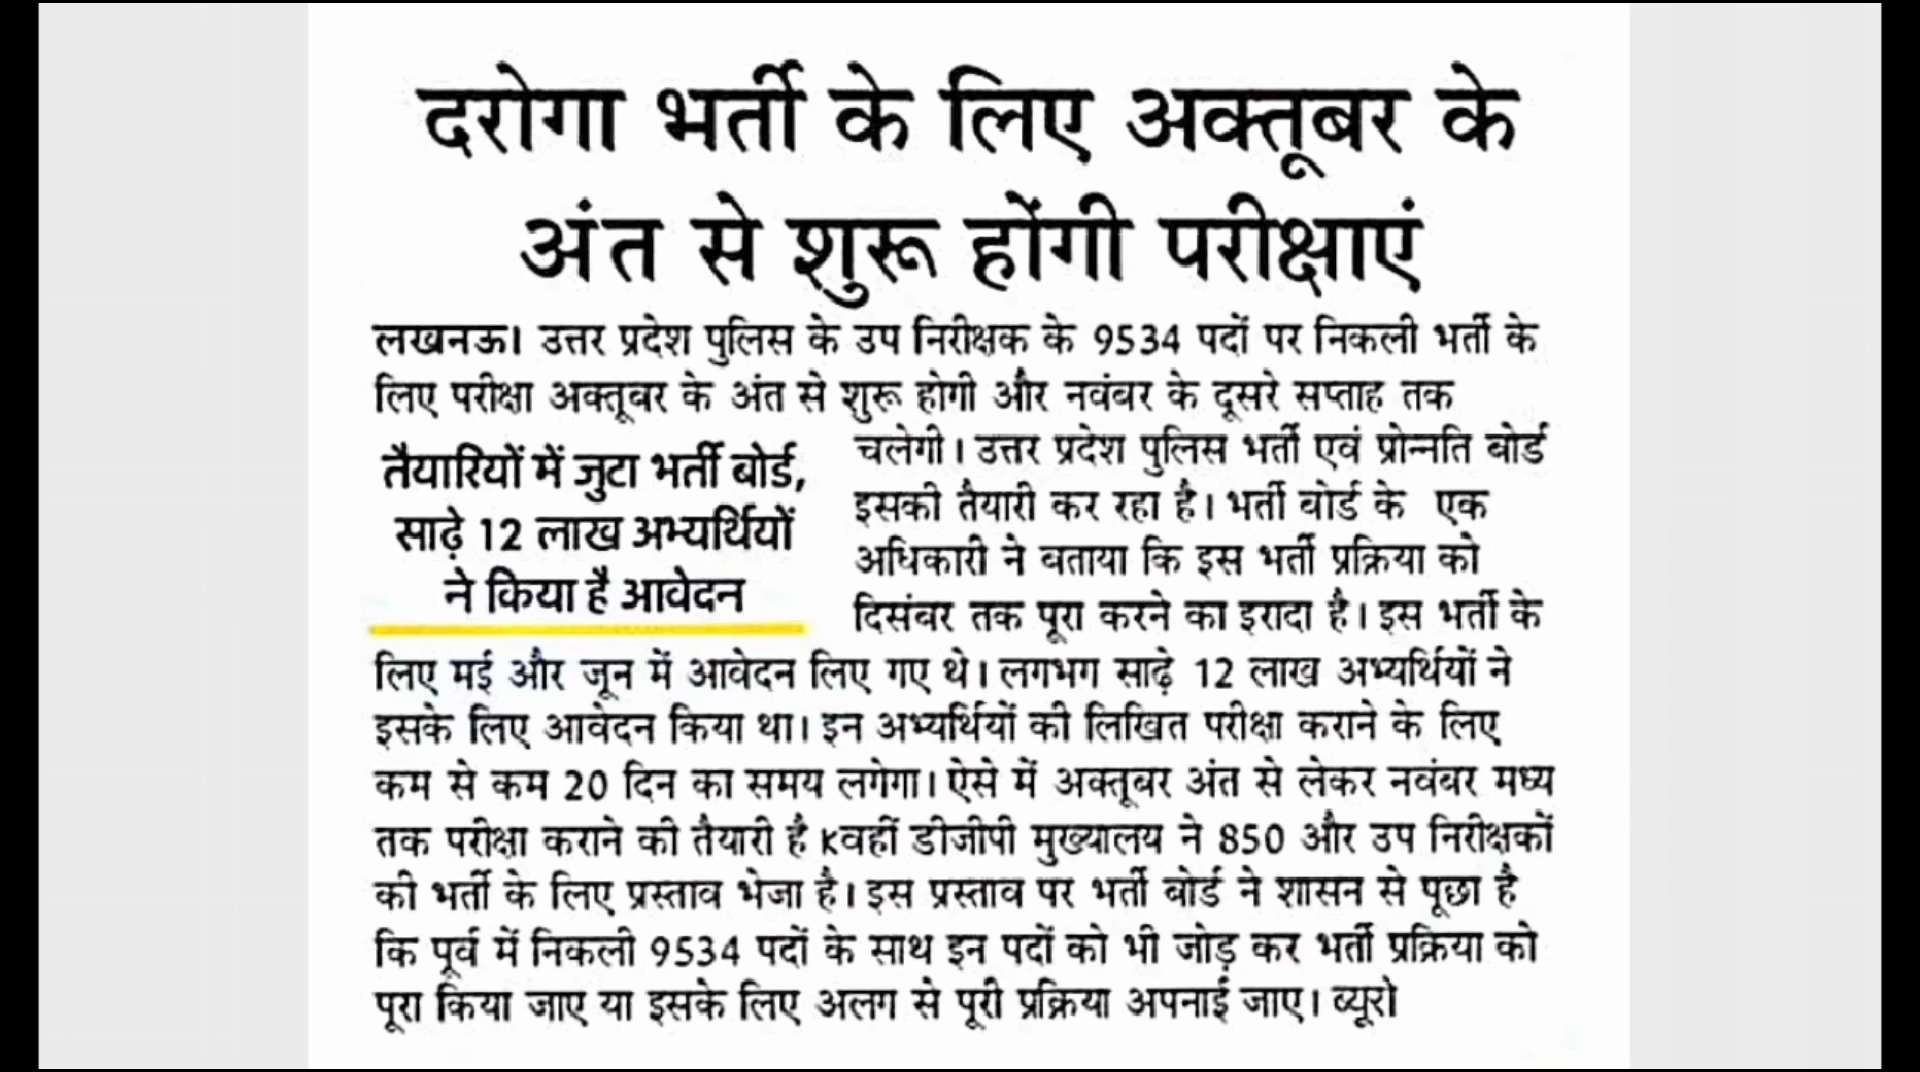 दरोगा भर्ती के लिए अक्तूबर के
अंत से शुरू होंगी परीक्षाएं
लखनऊ। उत्तर प्रदेश पुलिस के उप निरीक्षक के 9534 पदों पर निकली भर्ती के
लिए परीक्षा अक्तूबर के अंत से शुरू होगी और नवंबर के दूसरे सप्ताह तक
तैयारियों में जुटा भर्ती बोर्ड,
साढ़े 12 लाख अभ्यर्थियों
ने किया है आवेदन
चलेगी। उत्तर प्रदेश पुलिस भर्ती एवं प्रोन्नति बोर्ड
इसकी तैयारी कर रहा है। भर्ती बोर्ड के एक
अधिकारी ने बताया कि इस भर्ती प्रक्रिया को
दिसंबर तक पूरा करने का इरादा है। इस भर्ती के
लिए मई और जून में आवेदन लिए गए थे। लगभग साढ़े 12 लाख अभ्यर्थियों ने
इसके लिए आवेदन किया था। इन अभ्यर्थियों की लिखित परीक्षा कराने के लिए
कम से कम 20 दिन का समय लगेगा। ऐसे में अक्तूबर अंत से लेकर नवंबर मध्य
तक परीक्षा कराने की तैयारी है Kवहीं डीजीपी मुख्यालय ने 850 और उप निरीक्षकों
की भर्ती के लिए प्रस्ताव भेजा है। इस प्रस्ताव पर भर्ती बोर्ड ने शासन से पूछा है
कि पूर्व में निकली 9534 पदों के साथ इन पदों को भी जोड़ कर भर्ती प्रक्रिया को
पूरा किया जाए या इसके लिए अलग से पूरी प्रक्रिया अपनाई जाए। ब्यूरो